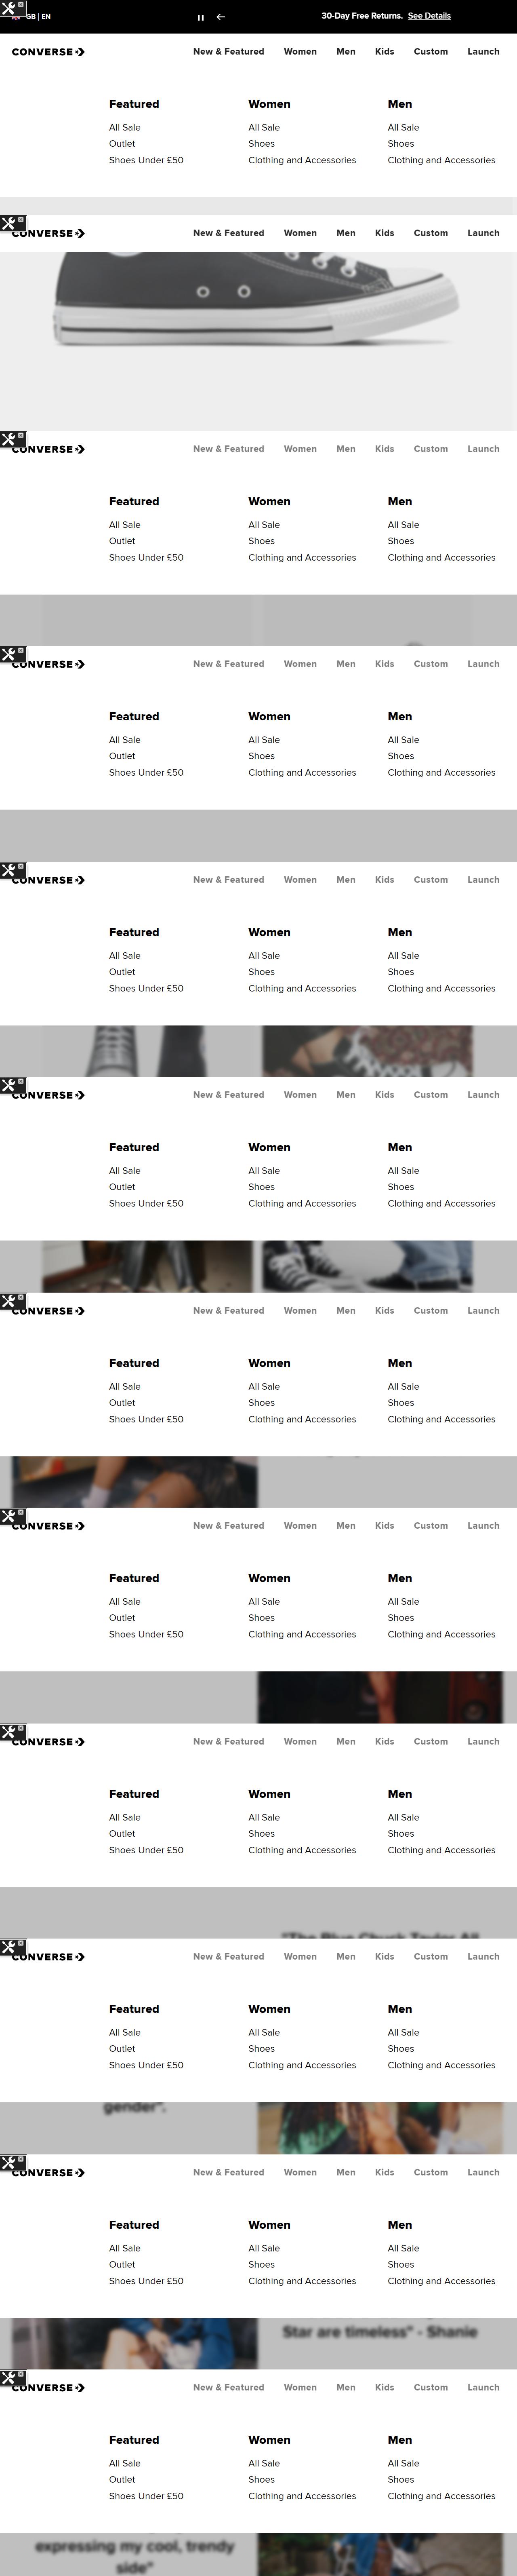 GB | EN 30-Day Free Returns. See Details
CONVERSE New & Featured Women Men Kids Custom Launch
Featured Women Men
All Sale All Sale All Sale
Outlet Shoes Shoes
Shoes Under £50 Clothing and Accessories Clothing and Accessories
CONVERSE New & Featured Women Men Kids Custom Launch
CONVERSE New & Featured Women Men Kids Custom Launch
Featured Women Men
All Sale All Sale All Sale
Outlet Shoes Shoes
Shoes Under £50 Clothing and Accessories Clothing and Accessories
CONVERSE New & Featured Women Men Kids Custom Launch
Featured Women Men
All Sale All Sale All Sale
Outlet Shoes Shoes
Shoes Under £50 Clothing and Accessories Clothing and Accessories
CONVERSE New & Featured Women Men Kids Custom Launch
Featured Women Men
All Sale All Sale All Sale
Outlet Shoes Shoes
Shoes Under £50 Clothing and Accessories Clothing and Accessories
CONVERSE New & Featured Women Men Kids Custom Launch
Featured Women Men
All Sale All Sale All Sale
Outlet Shoes Shoes
Shoes Under £50 Clothing and Accessories Clothing and Accessories
CONVERSE New & Featured Women Men Kids Custom Launch
Featured Women Men
All Sale All Sale All Sale
Outlet Shoes Shoes
Shoes Under £50 Clothing and Accessories Clothing and Accessories
CONVERSE New & Featured Women Men Kids Custom Launch
Featured Women Men
All Sale All Sale All Sale
Outlet Shoes Shoes
Shoes Under £50 Clothing and Accessories Clothing and Accessories
CONVERSE New & Featured Women Men Kids Custom Launch
Featured Women Men
All Sale All Sale All Sale
Outlet Shoes Shoes
Shoes Under £50 Clothing and Accessories Clothing and Accessories
"The Blue Chuck Taylor All
CONVERSE New & Featured Women Men Kids Custom Launch
Featured Women Men
All Sale All Sale All Sale
Outlet Shoes Shoes
Shoes Under £50 Clothing and Accessories Clothing and Accessories
gender".
CONVERSE New & Featured Women Men Kids Custom Launch
Featured Women Men
All Sale All Sale All Sale
Outlet Shoes Shoes
Shoes Under £50 Clothing and Accessories Clothing and Accessories
Star are timeless" - Shanie
CONVERSE New & Featured Women Men Kids Custom Launch
Featured Women Men
All Sale All Sale All Sale
Outlet Shoes Shoes
Shoes Under £50 Clothing and Accessories Clothing and Accessories
expressing my cool, trendy
side"